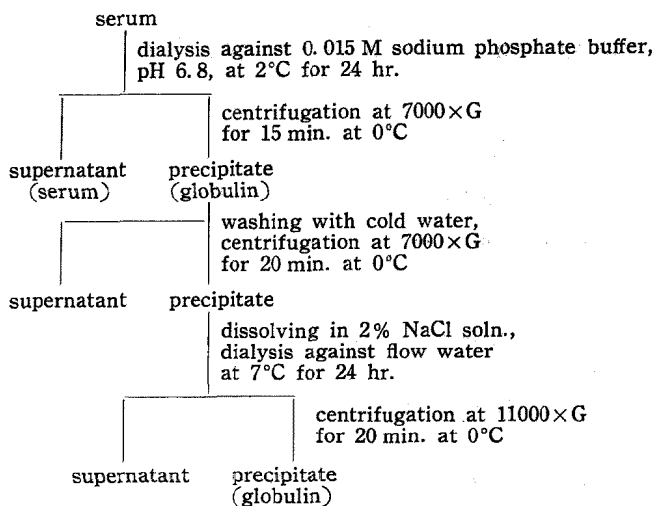 serum
dialysis against 0.015 M sodium phosphate buffer,
pH 6.8, at 2°C for 24 hr.
centrifugation at 7000×G
for 15 min. at 0°C
supernatant precipitate
(serum) (globulin)
washing with cold water,
centrifugation at 7000×G
for 20 min. at 0°C
supernatant precipitate
dissolving in 2% NaCl soln.,
dialysis against flow water
at 7°C for 24 hr.
centrifugation at 11000×G
for 20 min. at 0°C
supernatant precipitate
(globulin)